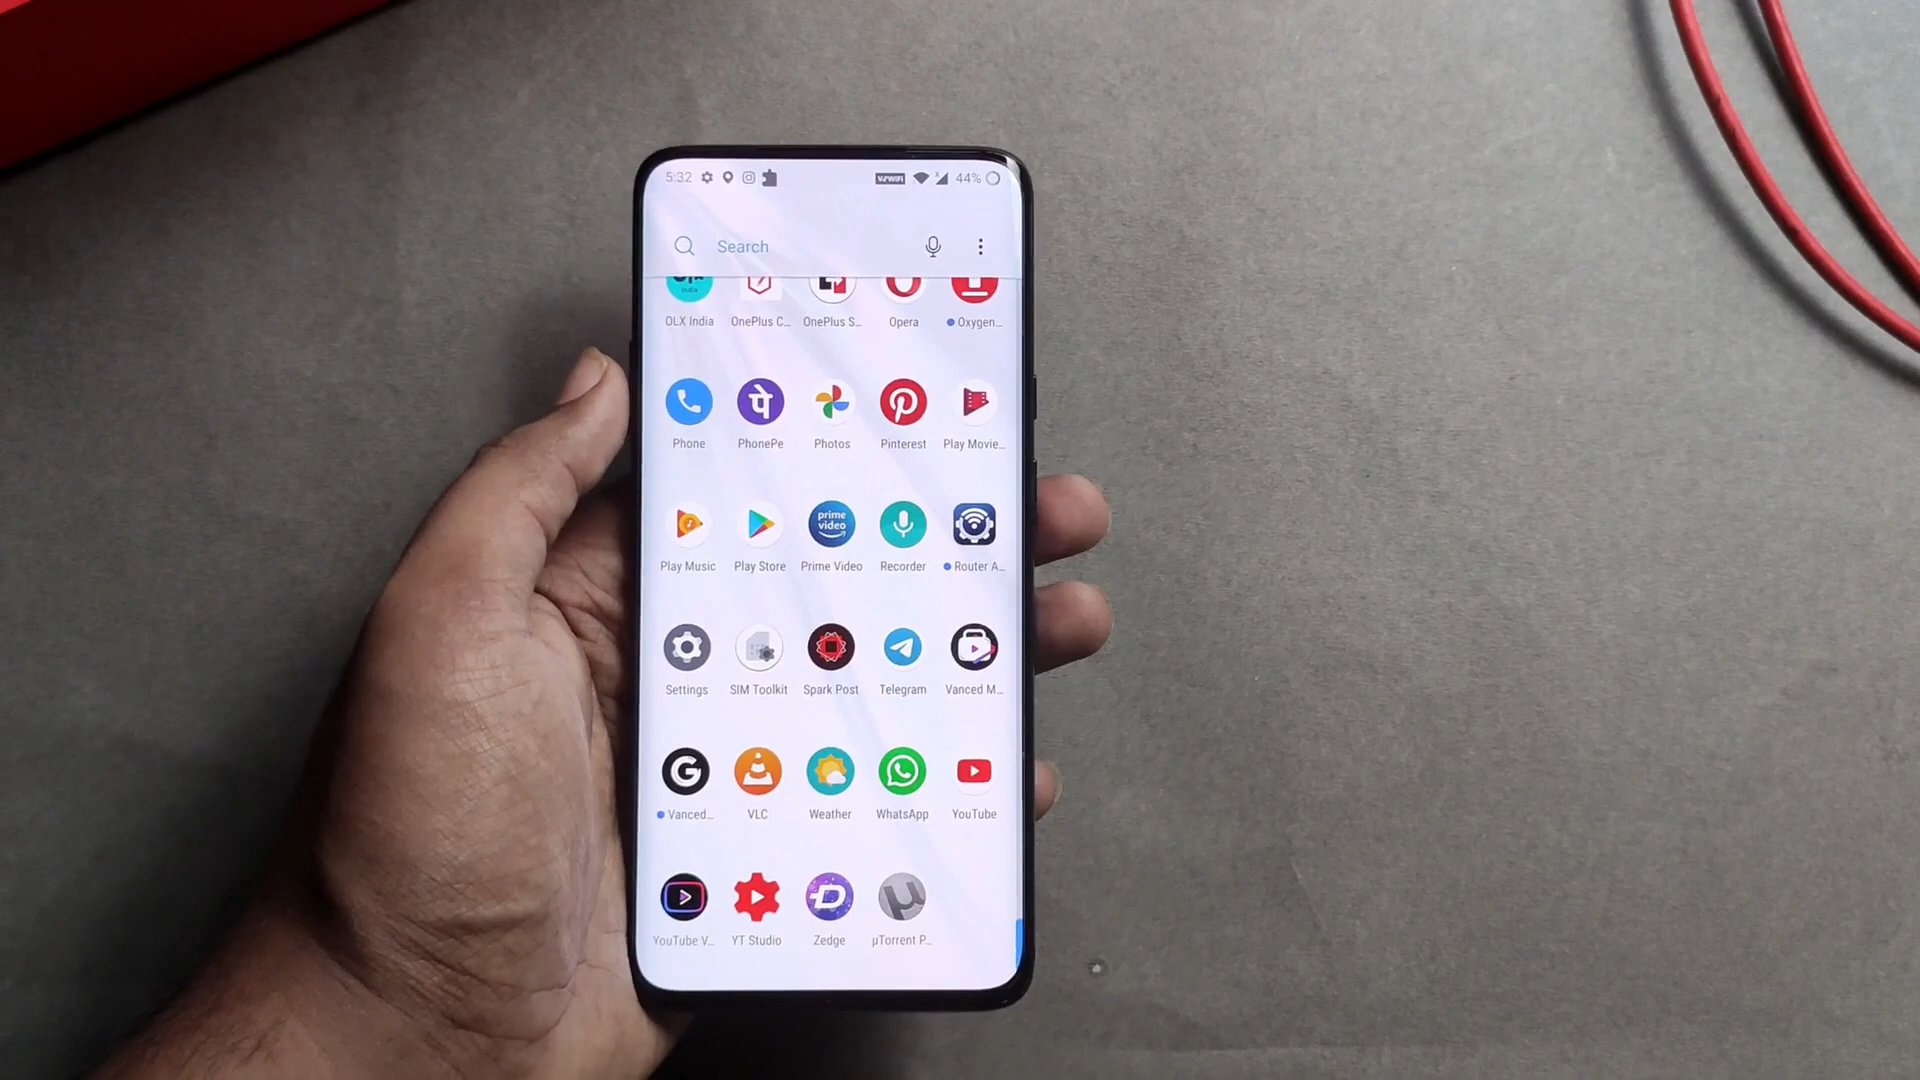 5:32 VoWiFi 44%
Search
India
OLX India OnePlus C... OnePlus S... Opera Oxygen...
पे
Phone PhonePe Photos Pinterest Play Movie...
prime
video
Play Music Play Store Prime Video Recorder Router A...
Settings SIM Toolkit Spark Post Telegram Vanced M...
G
Vanced... VLC Weather WhatsApp YouTube
µ
YouTube V... YT Studio Zedge µTorrent P...